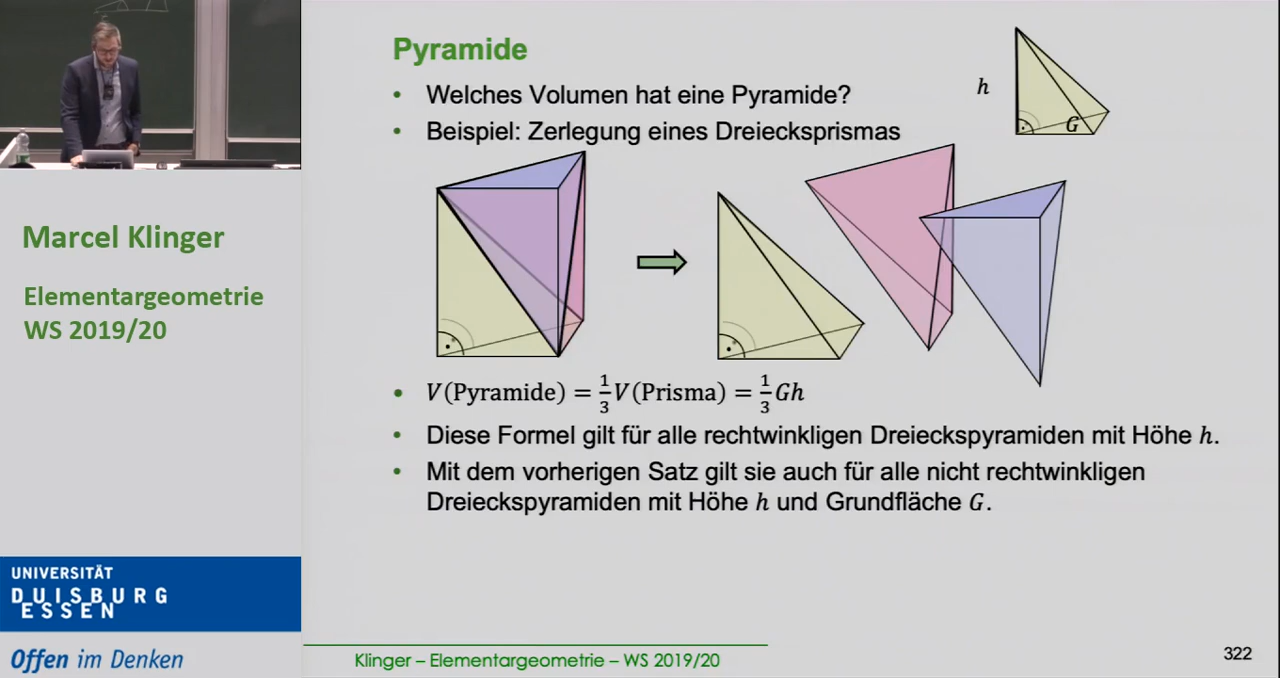 Pyramide
• Welches Volumen hat eine Pyramide?
• Beispiel: Zerlegung eines Dreiecksprismas
h
G
• V(Pyramide) = 1/3 V(Prisma) = 1/3 Gh
• Diese Formel gilt für alle rechtwinkligen Dreieckspyramiden mit Höhe h.
• Mit dem vorherigen Satz gilt sie auch für alle nicht rechtwinkligen
Dreieckspyramiden mit Höhe h und Grundfläche G.
Marcel Klinger
Elementargeometrie
WS 2019/20
UNIVERSITÄT
DUISBURG
ESSEN
Offen im Denken
Klinger – Elementargeometrie – WS 2019/20
322